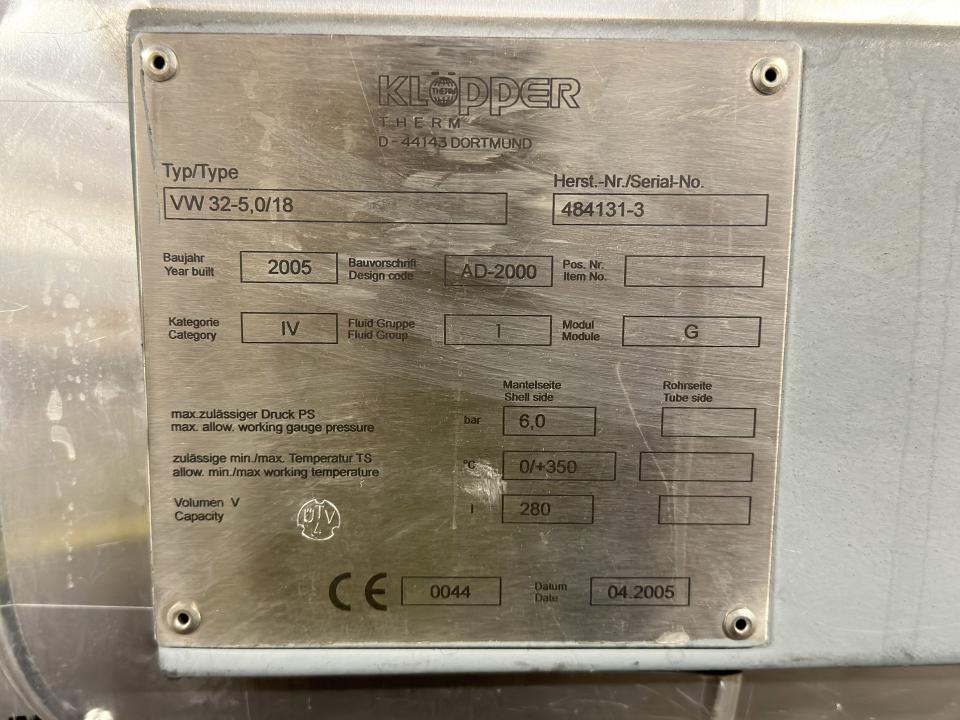 KLÖPPER
THERM
THERM
D - 44143 DORTMUND
Typ/Type
VW 32-5,0/18
Herst.-Nr./Serial-No.
484131-3
Baujahr
Year built
2005
Bauvorschrift
Design code
AD-2000
Pos. Nr.
Item No.
Kategorie
Category
IV
Fluid Gruppe
Fluid Group
I
Modul
Module
G
Mantelseite
Shell side
Rohrseite
Tube side
max.zulässiger Druck PS
max. allow. working gauge pressure
bar
6,0
zulässige min./max. Temperatur TS
allow. min./max working temperature
°C
0/+350
Volumen V
Capacity
l
280
TÜV
4
CE
0044
Datum
Date
04.2005